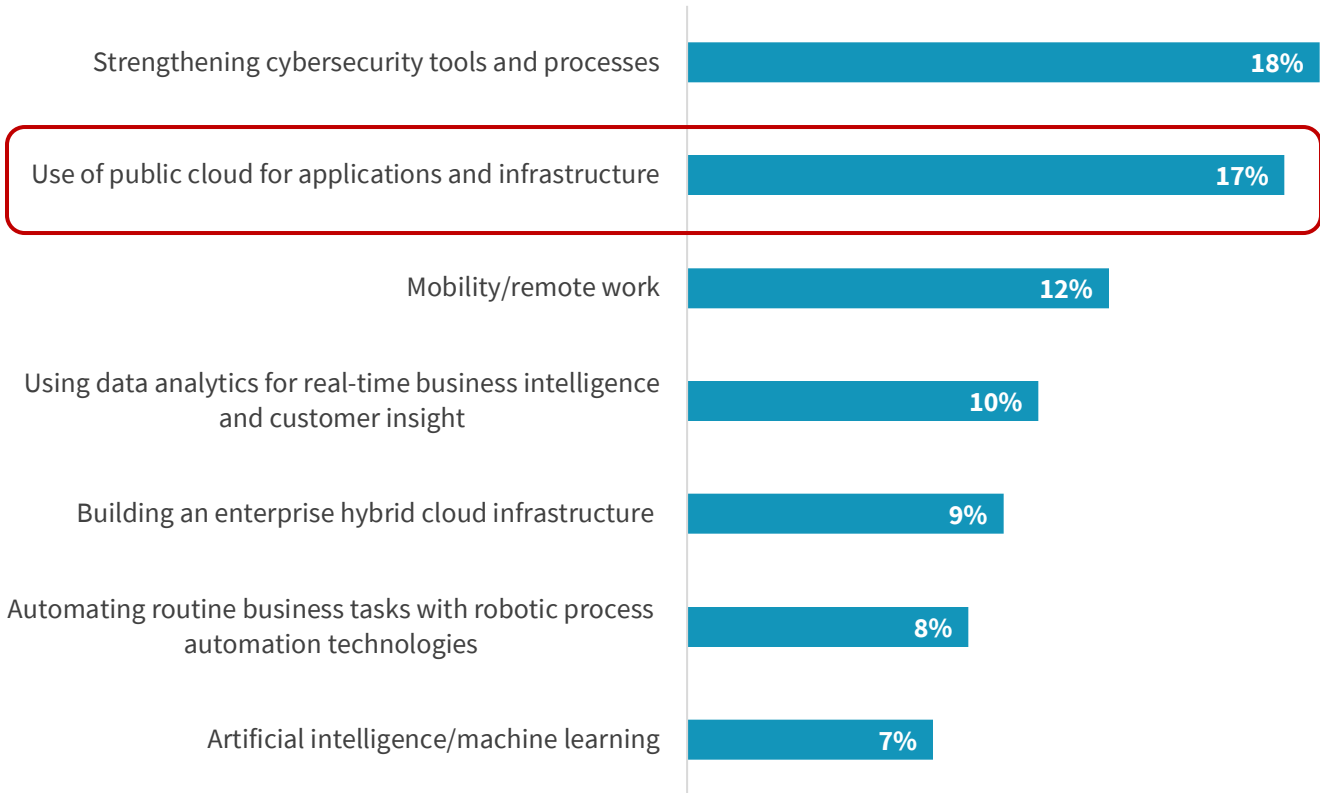 Strengthening cybersecurity tools and processes
18%
Use of public cloud for applications and infrastructure
17%
Mobility/remote work
12%
Using data analytics for real-time business intelligence
and customer insight
10%
Building an enterprise hybrid cloud infrastructure
9%
Automating routine business tasks with robotic process
automation technologies
8%
Artificial intelligence/machine learning
7%